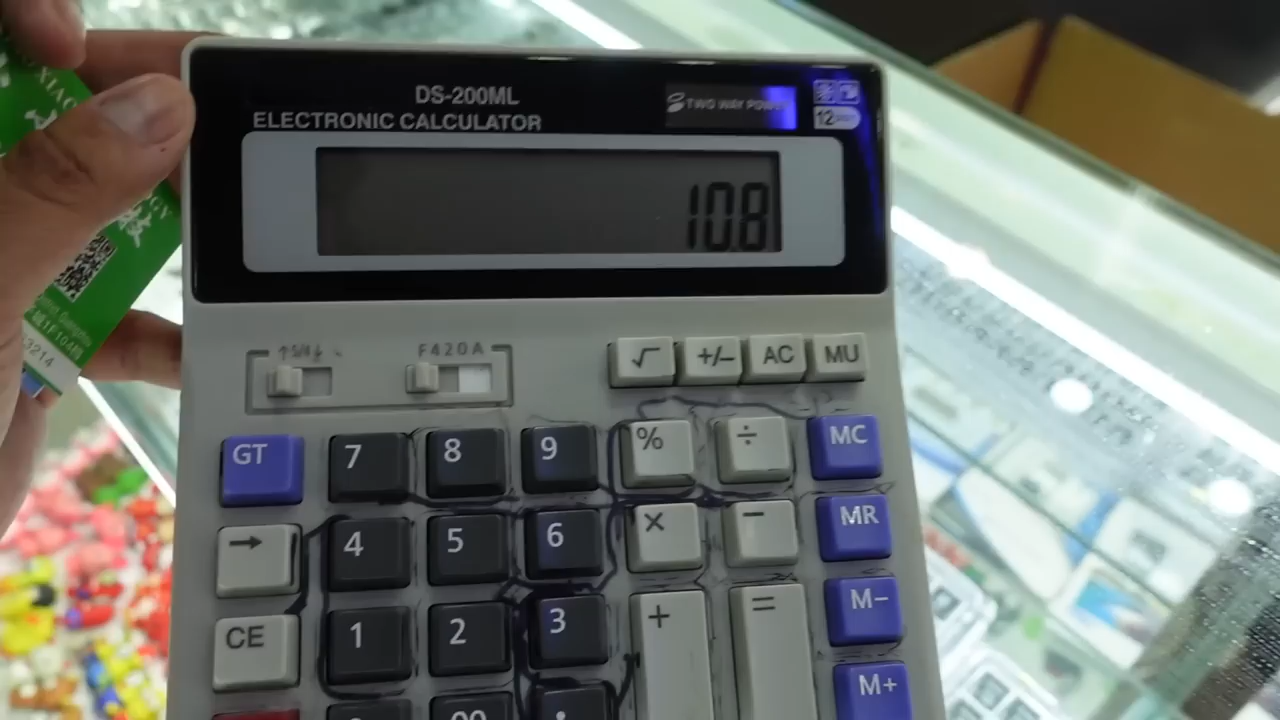 DS-200ML
TWO WAY POWER
12
ELECTRONIC CALCULATOR
10.8
F420A
√ +/− AC MU
GT 7 8 9 % ÷ MC
→ 4 5 6 × − MR
CE 1 2 3 + = M−
00 . M+
3214